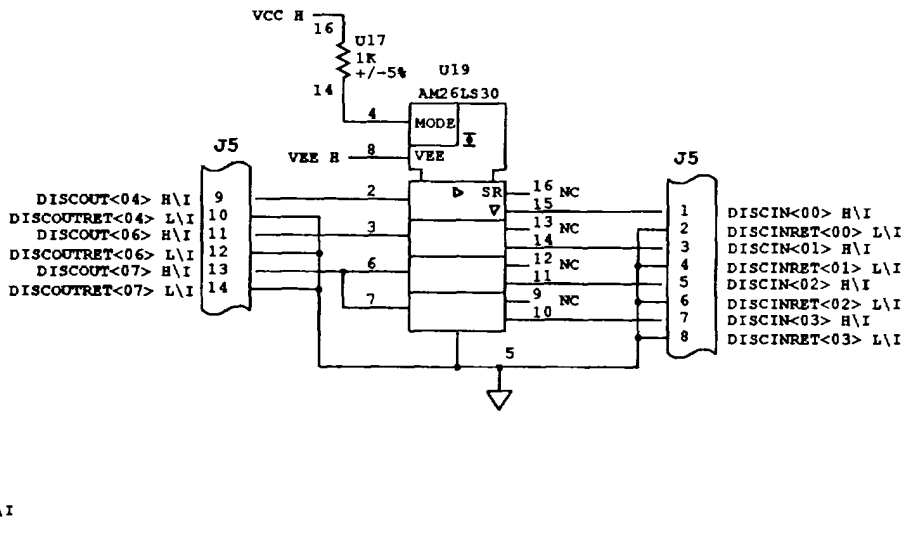 VCC H
16
U17
1K
+/-5%
14
U19
AM26LS30
4
MODE
VEE H
8
VEE
J5
DISCOUT<04> H\I 9
DISCOUTRET<04> L\I 10
DISCOUT<06> H\I 11
DISCOUTRET<06> L\I 12
DISCOUT<07> H\I 13
DISCOUTRET<07> L\I 14
2
3
6
7
SR
16 NC
15
13 NC
14
12 NC
11
9 NC
10
5
J5
1 DISCIN<00> H\I
2 DISCINRET<00> L\I
3 DISCIN<01> H\I
4 DISCINRET<01> L\I
5 DISCIN<02> H\I
6 DISCINRET<02> L\I
7 DISCIN<03> H\I
8 DISCINRET<03> L\I
\I